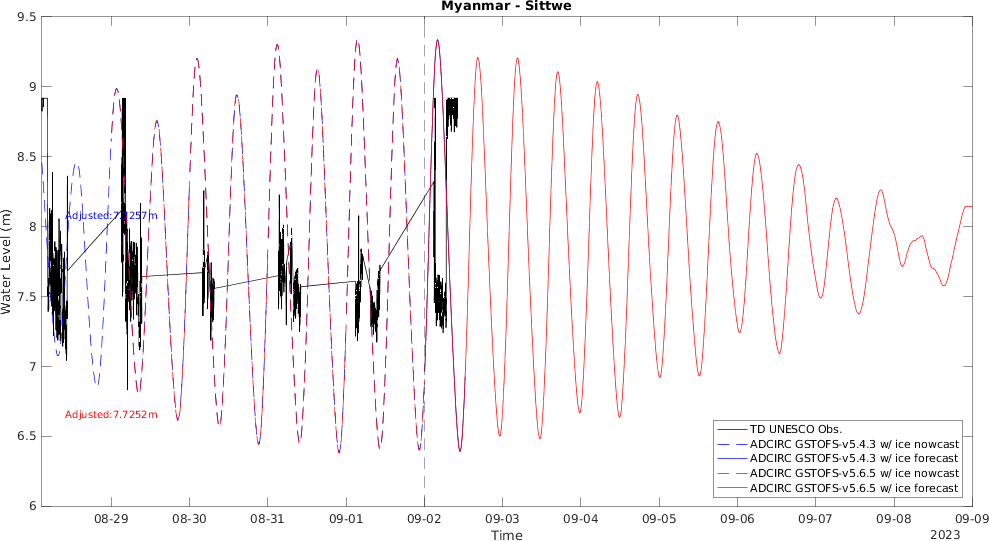 Myanmar - Sittwe
9.5
9
8.5
8
7.5
7
6.5
6
Water Level (m)
Adjusted:7.7257m
Adjusted:7.7252m
TD UNESCO Obs.
ADCIRC GSTOFS-v5.4.3 w/ ice nowcast
ADCIRC GSTOFS-v5.4.3 w/ ice forecast
ADCIRC GSTOFS-v5.6.5 w/ ice nowcast
ADCIRC GSTOFS-v5.6.5 w/ ice forecast
08-29 08-30 08-31 09-01 09-02 09-03 09-04 09-05 09-06 09-07 09-08 09-09
Time
2023